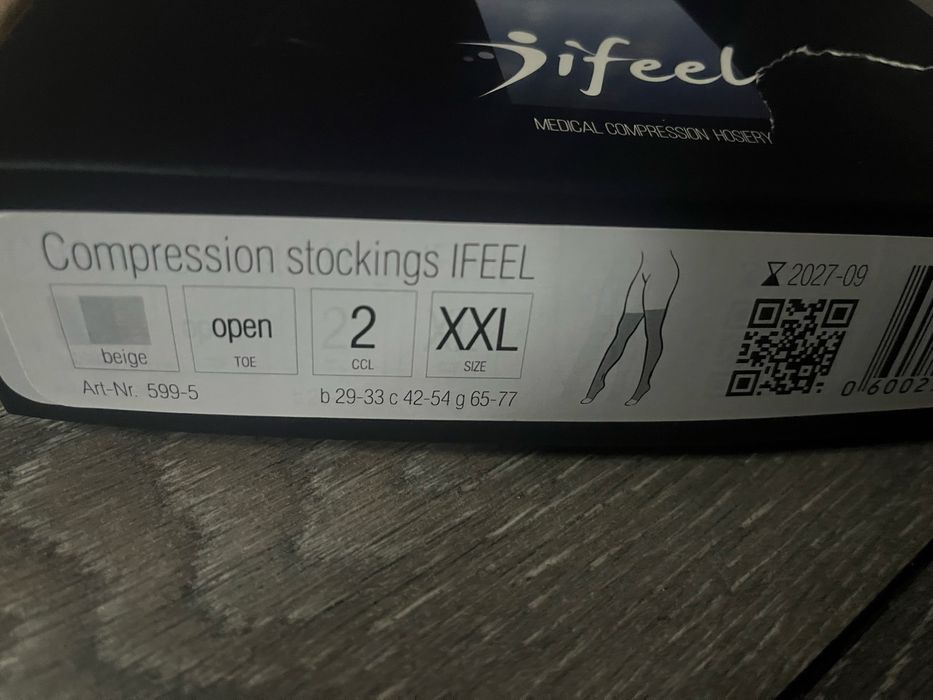 ifeel
MEDICAL COMPRESSION HOSIERY
Compression stockings IFEEL
beige
open
TOE
2
CCL
XXL
SIZE
2027-09
Art-Nr. 599-5
b 29-33 c 42-54 g 65-77